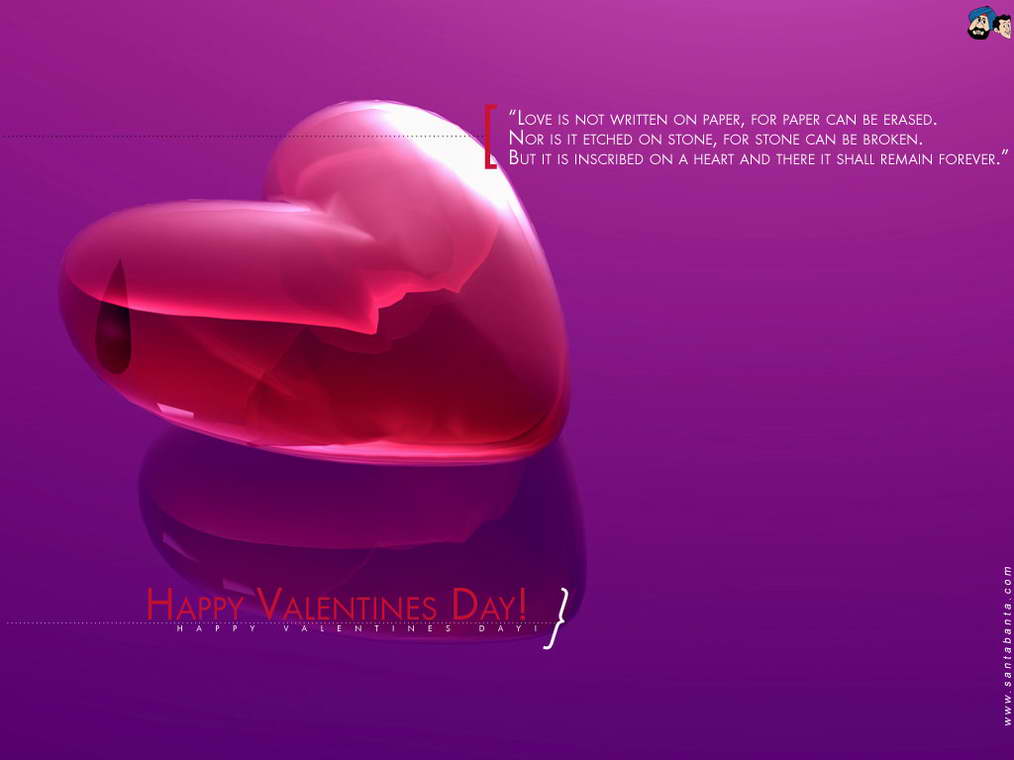 “Love is not written on paper, for paper can be erased.
Nor is it etched on stone, for stone can be broken.
But it is inscribed on a heart and there it shall remain forever.”
Happy Valentines Day!
HAPPY VALENTINES DAY!
www.santabanta.com